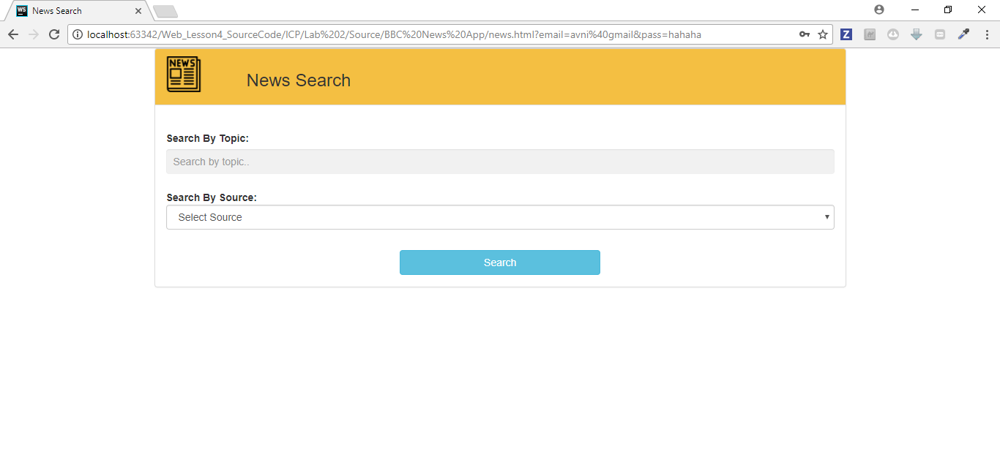 WS News Search
localhost:63342/Web_Lesson4_SourceCode/ICP/Lab%202/Source/BBC%20News%20App/news.html?email=avni%40gmail&pass=hahaha
Z
NEWS
News Search
Search By Topic:
Search by topic..
Search By Source:
Select Source
Search